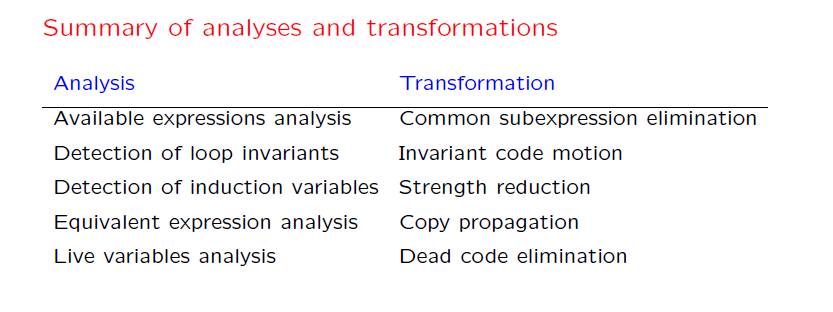 Summary of analyses and transformations
Analysis Transformation
Available expressions analysis Common subexpression elimination
Detection of loop invariants Invariant code motion
Detection of induction variables Strength reduction
Equivalent expression analysis Copy propagation
Live variables analysis Dead code elimination